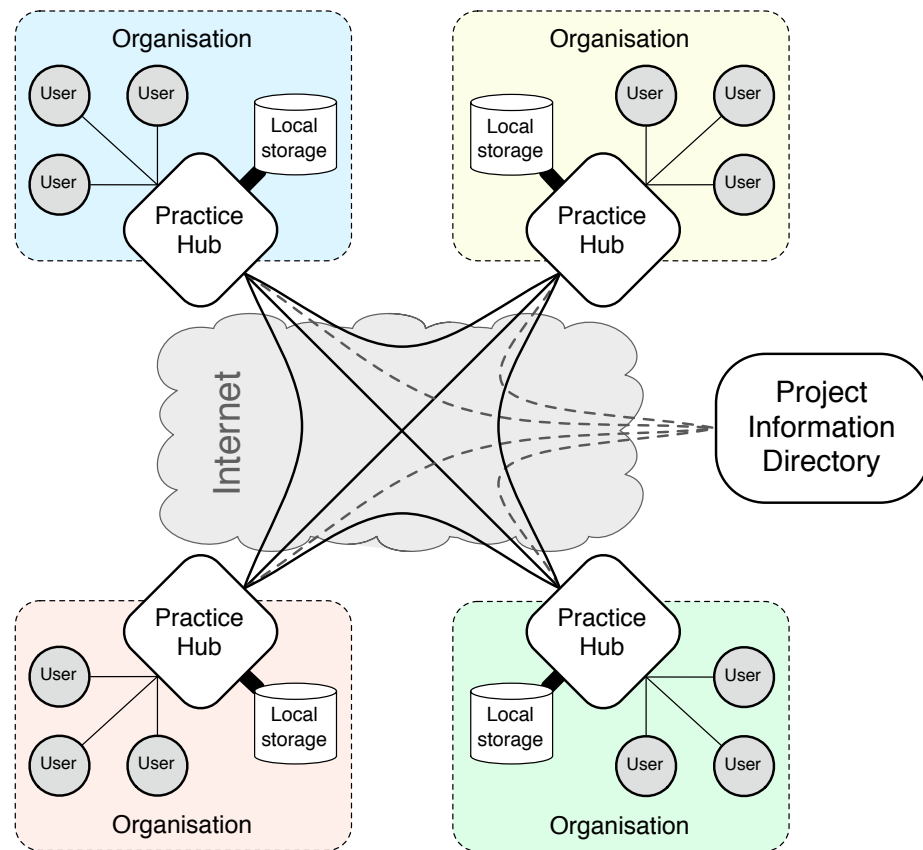 Organisation
User
User
Local
storage
User
Practice
Hub
Organisation
User
User
Local
storage
User
Practice
Hub
Internet
Project
Information
Directory
Practice
Hub
User
Local
storage
User
User
Organisation
Practice
Hub
User
Local
storage
User
User
Organisation